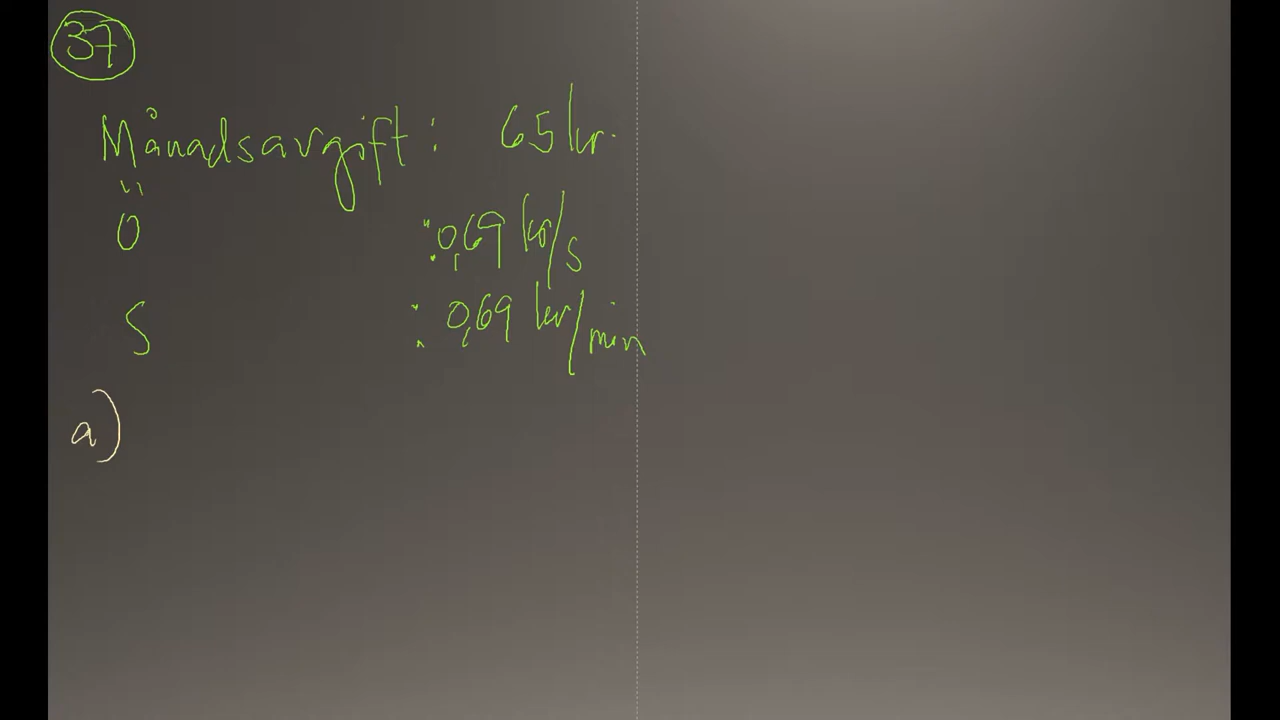 37
Månadsavgift: 65 kr.
Ö : 0,69 kr/s
S : 0,69 kr/min
a)